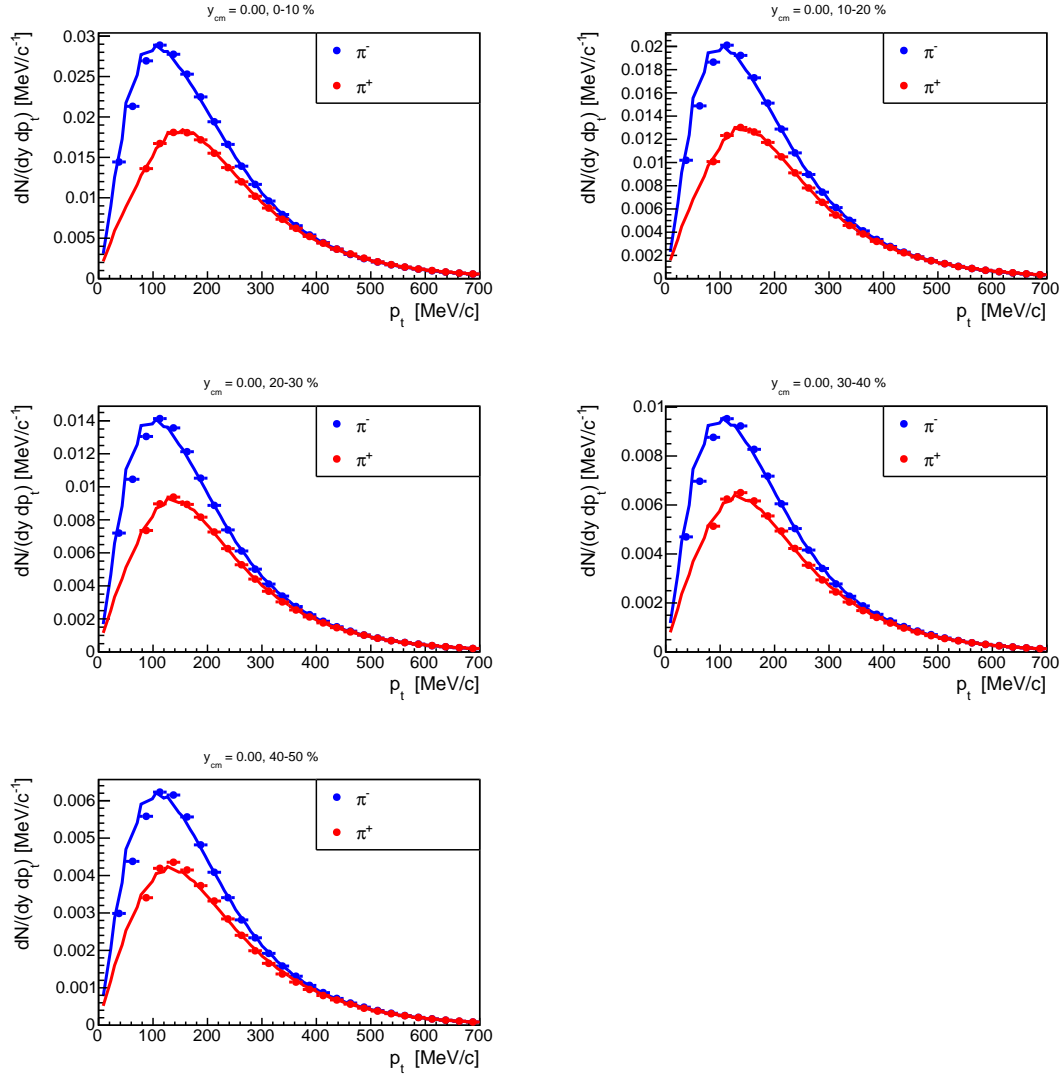 y_cm = 0.00, 0-10 %
dN/(dy dp_t) [MeV/c^-1]
0.03
0.025
0.02
0.015
0.01
0.005
0
π^-
π^+
0 100 200 300 400 500 600 700
p_t [MeV/c]
y_cm = 0.00, 10-20 %
dN/(dy dp_t) [MeV/c^-1]
0.02
0.018
0.016
0.014
0.012
0.01
0.008
0.006
0.004
0.002
0
π^-
π^+
0 100 200 300 400 500 600 700
p_t [MeV/c]
y_cm = 0.00, 20-30 %
dN/(dy dp_t) [MeV/c^-1]
0.014
0.012
0.01
0.008
0.006
0.004
0.002
0
π^-
π^+
0 100 200 300 400 500 600 700
p_t [MeV/c]
y_cm = 0.00, 30-40 %
dN/(dy dp_t) [MeV/c^-1]
0.01
0.008
0.006
0.004
0.002
0
π^-
π^+
0 100 200 300 400 500 600 700
p_t [MeV/c]
y_cm = 0.00, 40-50 %
dN/(dy dp_t) [MeV/c^-1]
0.006
0.005
0.004
0.003
0.002
0.001
0
π^-
π^+
0 100 200 300 400 500 600 700
p_t [MeV/c]